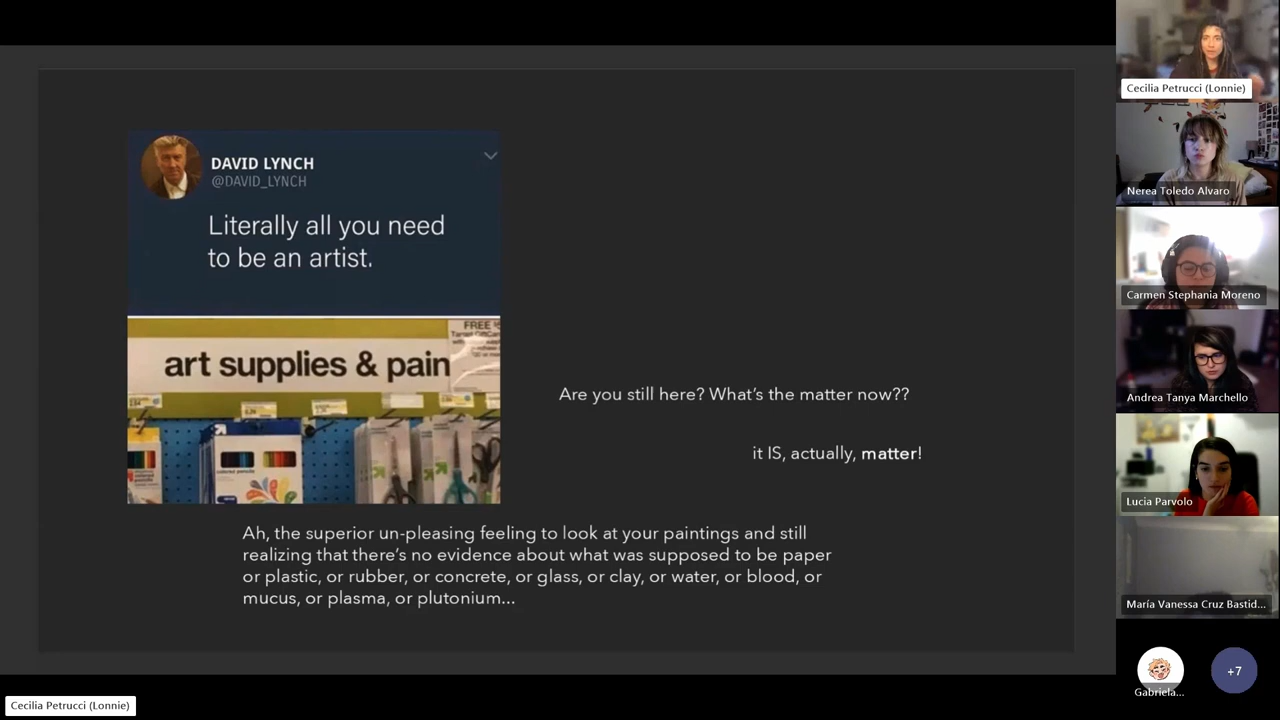 DAVID LYNCH
@DAVID_LYNCH
Literally all you need
to be an artist.
FREE
art supplies & pain
Are you still here? What's the matter now??
it IS, actually, matter!
Ah, the superior un-pleasing feeling to look at your paintings and still
realizing that there's no evidence about what was supposed to be paper
or plastic, or rubber, or concrete, or glass, or clay, or water, or blood, or
mucus, or plasma, or plutonium...
Cecilia Petrucci (Lonnie)
Nerea Toledo Alvaro
Carmen Stephania Moreno
Andrea Tanya Marchello
Lucia Parvolo
María Vanessa Cruz Bastid...
Gabriela...
+7
Cecilia Petrucci (Lonnie)